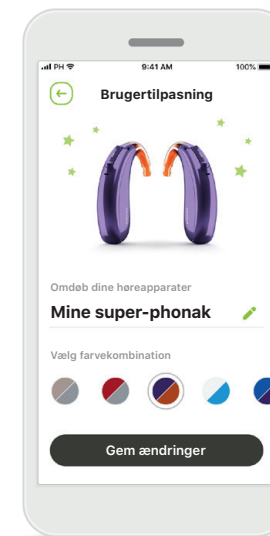 PH
9:41 AM
100%
Brugertilpasning
Omdøb dine høreapparater
Mine super-phonak
Vælg farvekombination
Gem ændringer